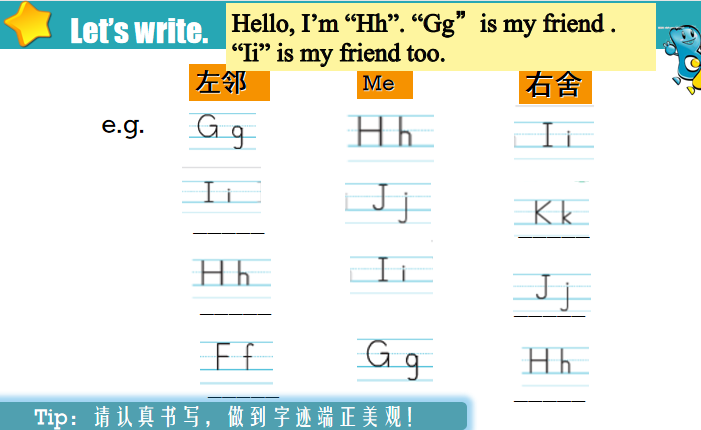 Let's write.
Hello, I'm “Hh”. “Gg” is my friend .
“Ii” is my friend too.
左邻 Me 右舍
e.g. G g H h I i
I i J j K k
H h I i J j
F f G g H h
Tip: 请认真书写，做到字迹端正美观！